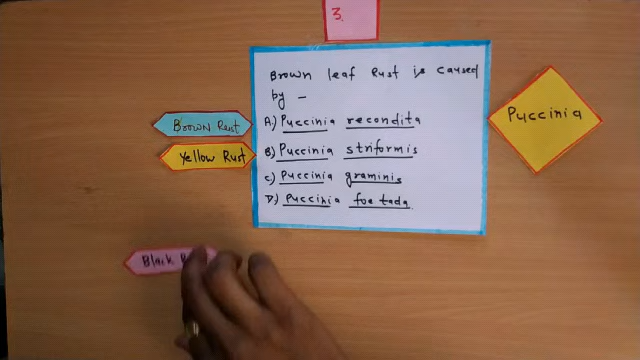 3.
Brown leaf Rust is caused
by -
A.) Puccinia recondita
B.) Puccinia striformis
C.) Puccinia graminis
D.) Puccinia foetada.
Brown Rust
Yellow Rust
Black
Puccinia